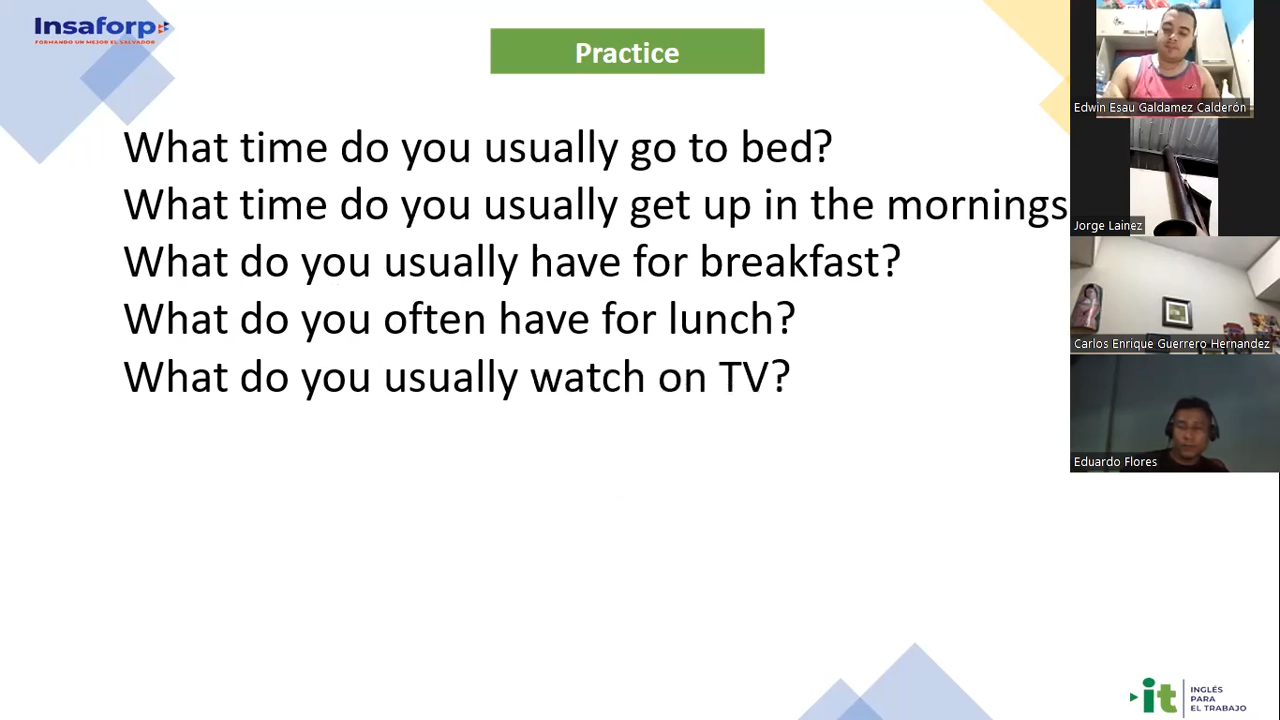 Insaforp
FORMANDO UN MEJOR EL SALVADOR
Practice
What time do you usually go to bed?
What time do you usually get up in the mornings
What do you usually have for breakfast?
What do you often have for lunch?
What do you usually watch on TV?
Edwin Esau Galdamez Calderón
Jorge Lainez
Carlos Enrique Guerrero Hernandez
Eduardo Flores
it
INGLÉS
PARA
EL TRABAJO